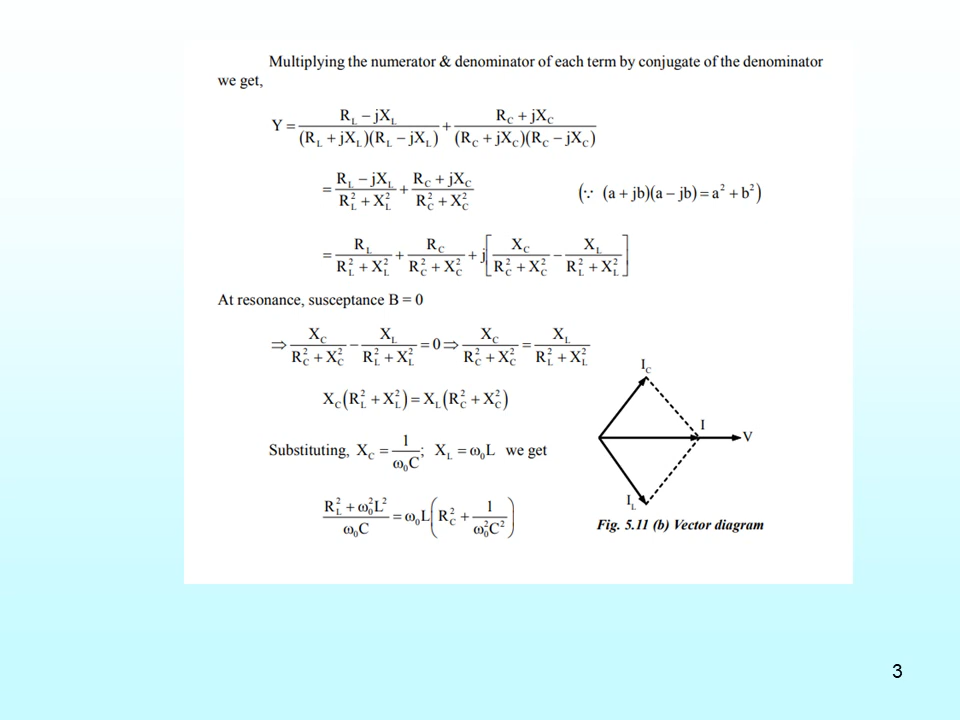 Multiplying the numerator & denominator of each term by conjugate of the denominator
we get,
Y = (R_L − jX_L)/((R_L + jX_L)(R_L − jX_L)) + (R_C + jX_C)/((R_C + jX_C)(R_C − jX_C))
= (R_L − jX_L)/(R_L² + X_L²) + (R_C + jX_C)/(R_C² + X_C²) (∵ (a + jb)(a − jb) = a² + b²)
= R_L/(R_L² + X_L²) + R_C/(R_C² + X_C²) + j[X_C/(R_C² + X_C²) − X_L/(R_L² + X_L²)]
At resonance, susceptance B = 0
⇒ X_C/(R_C² + X_C²) − X_L/(R_L² + X_L²) = 0 ⇒ X_C/(R_C² + X_C²) = X_L/(R_L² + X_L²)
X_C(R_L² + X_L²) = X_L(R_C² + X_C²)
Substituting, X_C = 1/(ω₀C); X_L = ω₀L we get
(R_L² + ω₀²L²)/(ω₀C) = ω₀L(R_C² + 1/(ω₀²C²))
I_C
I
V
I_L
Fig. 5.11 (b) Vector diagram
3